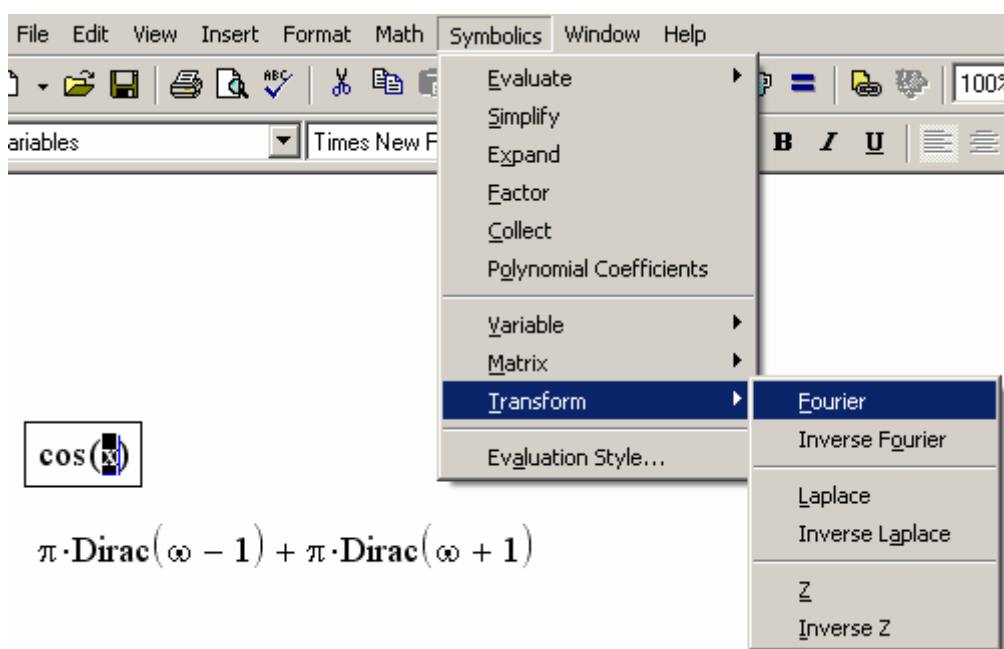 File Edit View Insert Format Math Symbolics Window Help
ABC 100%
ariables Times New B I U
Evaluate
Simplify
Expand
Factor
Collect
Polynomial Coefficients
Variable
Matrix
Transform
Evaluation Style...
Fourier
Inverse Fourier
Laplace
Inverse Laplace
Z
Inverse Z
cos(x)
π·Dirac(ω − 1) + π·Dirac(ω + 1)